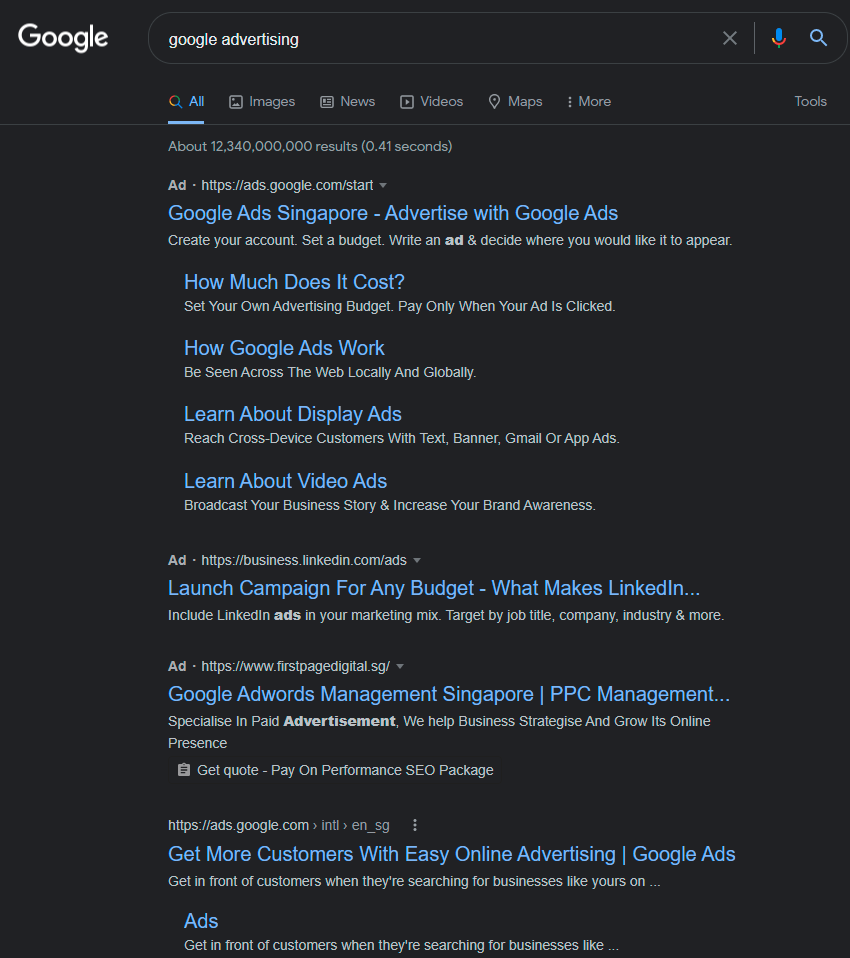 Google
google advertising
All Images News Videos Maps More Tools
About 12,340,000,000 results (0.41 seconds)
Ad · https://ads.google.com/start
Google Ads Singapore - Advertise with Google Ads
Create your account. Set a budget. Write an ad & decide where you would like it to appear.
How Much Does It Cost?
Set Your Own Advertising Budget. Pay Only When Your Ad Is Clicked.
How Google Ads Work
Be Seen Across The Web Locally And Globally.
Learn About Display Ads
Reach Cross-Device Customers With Text, Banner, Gmail Or App Ads.
Learn About Video Ads
Broadcast Your Business Story & Increase Your Brand Awareness.
Ad · https://business.linkedin.com/ads
Launch Campaign For Any Budget - What Makes LinkedIn...
Include LinkedIn ads in your marketing mix. Target by job title, company, industry & more.
Ad · https://www.firstpagedigital.sg/
Google Adwords Management Singapore | PPC Management...
Specialise In Paid Advertisement, We help Business Strategise And Grow Its Online
Presence
Get quote - Pay On Performance SEO Package
https://ads.google.com › intl › en_sg
Get More Customers With Easy Online Advertising | Google Ads
Get in front of customers when they're searching for businesses like yours on ...
Ads
Get in front of customers when they're searching for businesses like ...